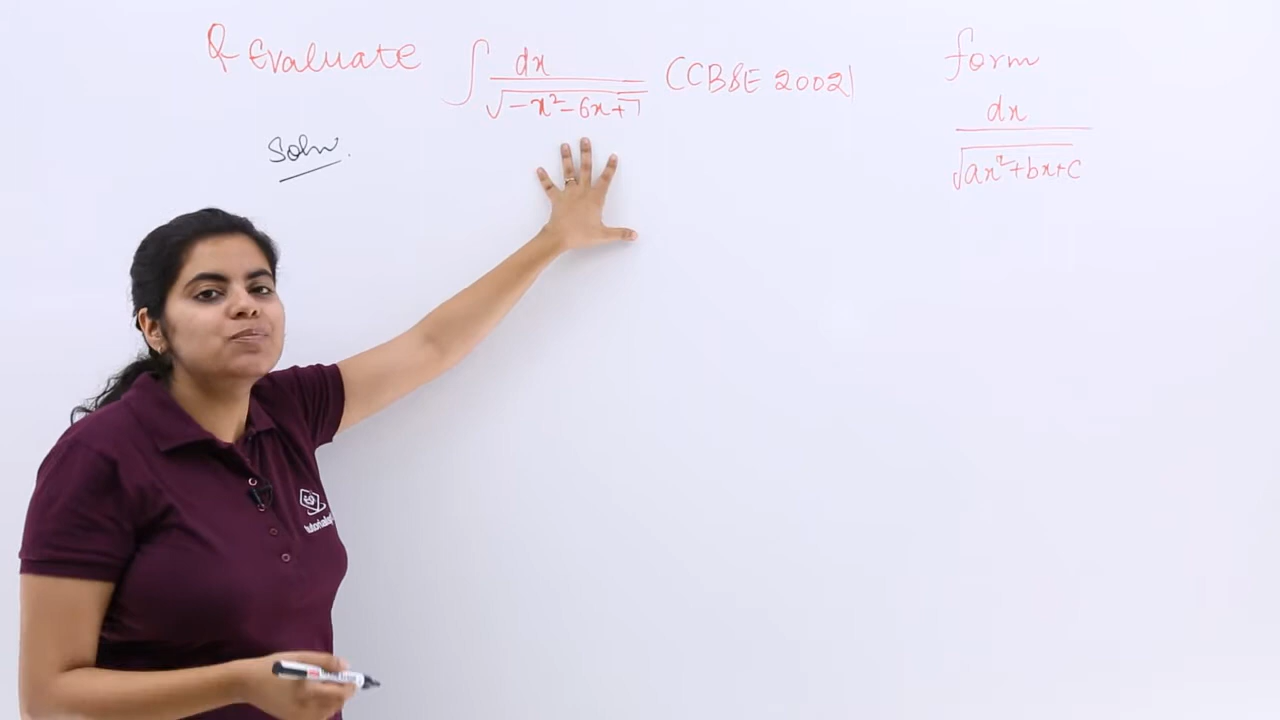 Q Evaluate ∫ dx / √(-x²-6x+7) (CBSE 2002)
Soln.
form
dx / √(ax²+bx+c)